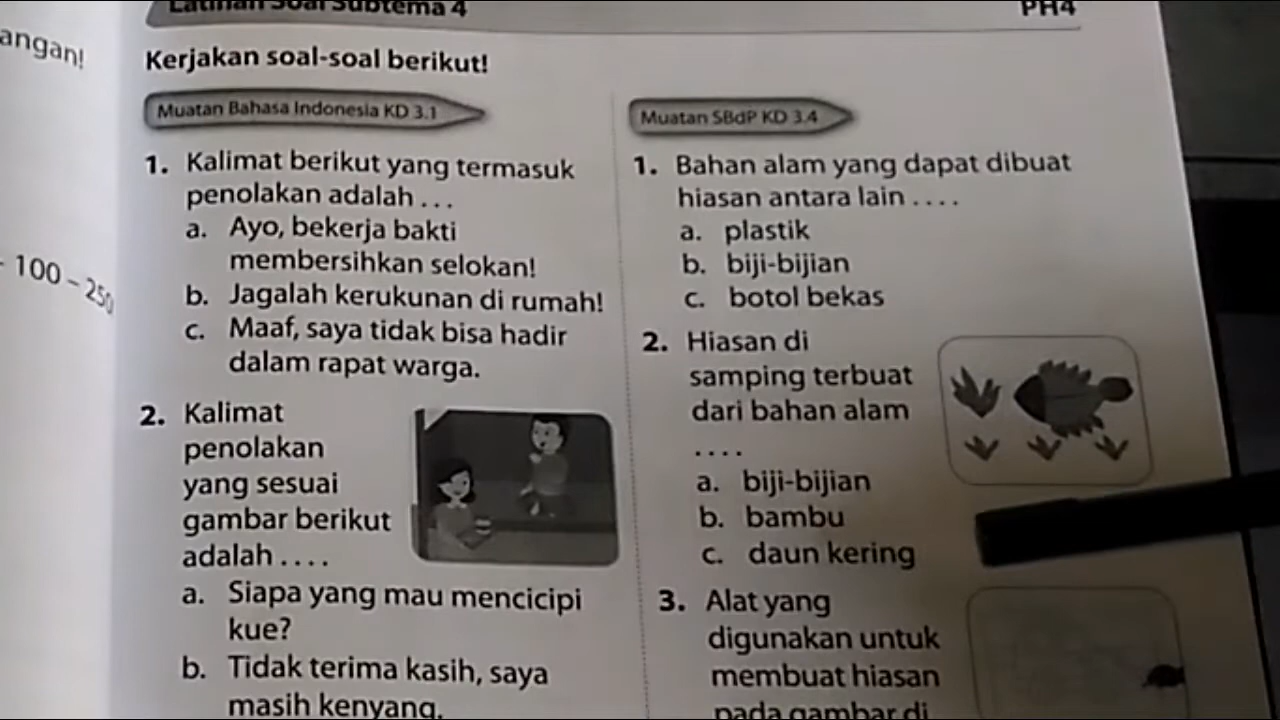 Latihan Soal Subtema 4
PH4
angan!
- 100 – 250
Kerjakan soal-soal berikut!
Muatan Bahasa Indonesia KD 3.1
1. Kalimat berikut yang termasuk
penolakan adalah . . .
a. Ayo, bekerja bakti
membersihkan selokan!
b. Jagalah kerukunan di rumah!
c. Maaf, saya tidak bisa hadir
dalam rapat warga.
2. Kalimat
penolakan
yang sesuai
gambar berikut
adalah . . . .
a. Siapa yang mau mencicipi
kue?
b. Tidak terima kasih, saya
masih kenyang.
Muatan SBdP KD 3.4
1. Bahan alam yang dapat dibuat
hiasan antara lain . . . .
a. plastik
b. biji-bijian
c. botol bekas
2. Hiasan di
samping terbuat
dari bahan alam
. . . .
a. biji-bijian
b. bambu
c. daun kering
3. Alat yang
digunakan untuk
membuat hiasan
pada gambar di